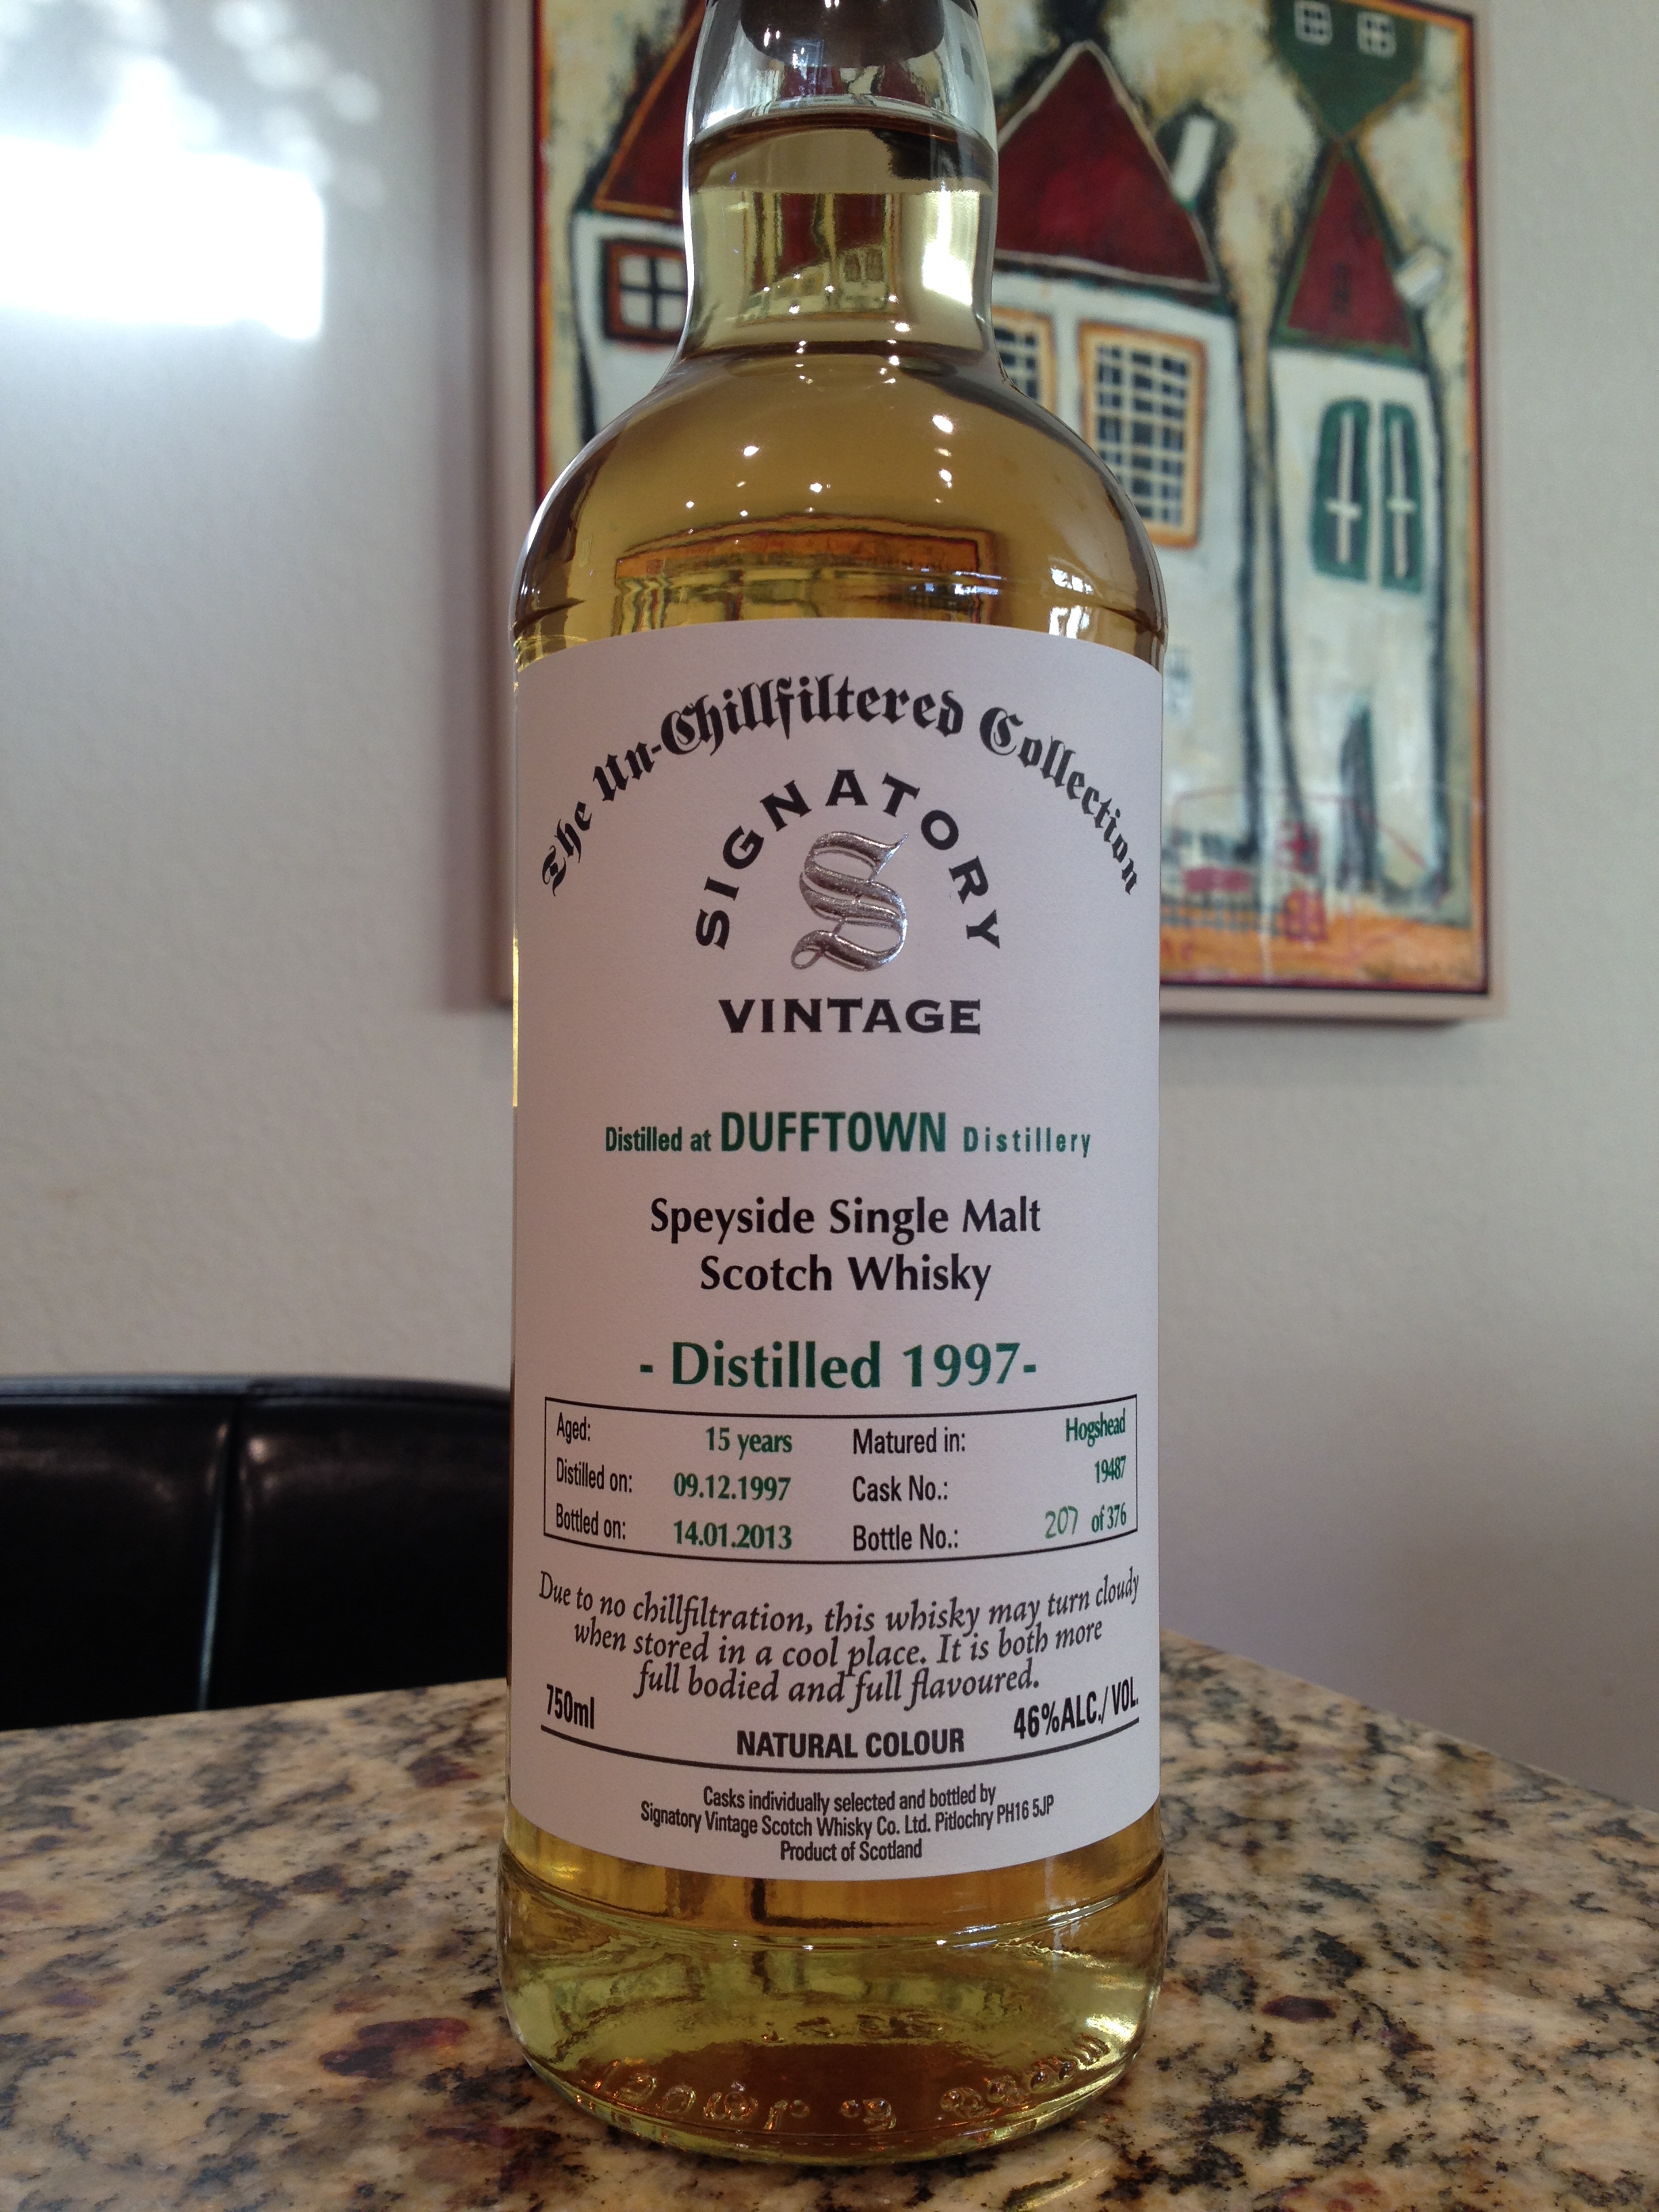 The Un-Chillfiltered Collection
SIGNATORY
S
VINTAGE
Distilled at DUFFTOWN Distillery
Speyside Single Malt
Scotch Whisky
- Distilled 1997-
Aged: 15 years Matured in: Hogshead
Distilled on: 09.12.1997 Cask No.: 19487
Bottled on: 14.01.2013 Bottle No.: 207 of 376
Due to no chillfiltration, this whisky may turn cloudy
when stored in a cool place. It is both more
full bodied and full flavoured.
750ml NATURAL COLOUR 46%ALC./VOL.
Casks individually selected and bottled by
Signatory Vintage Scotch Whisky Co. Ltd. Pitlochry PH16 5JP
Product of Scotland